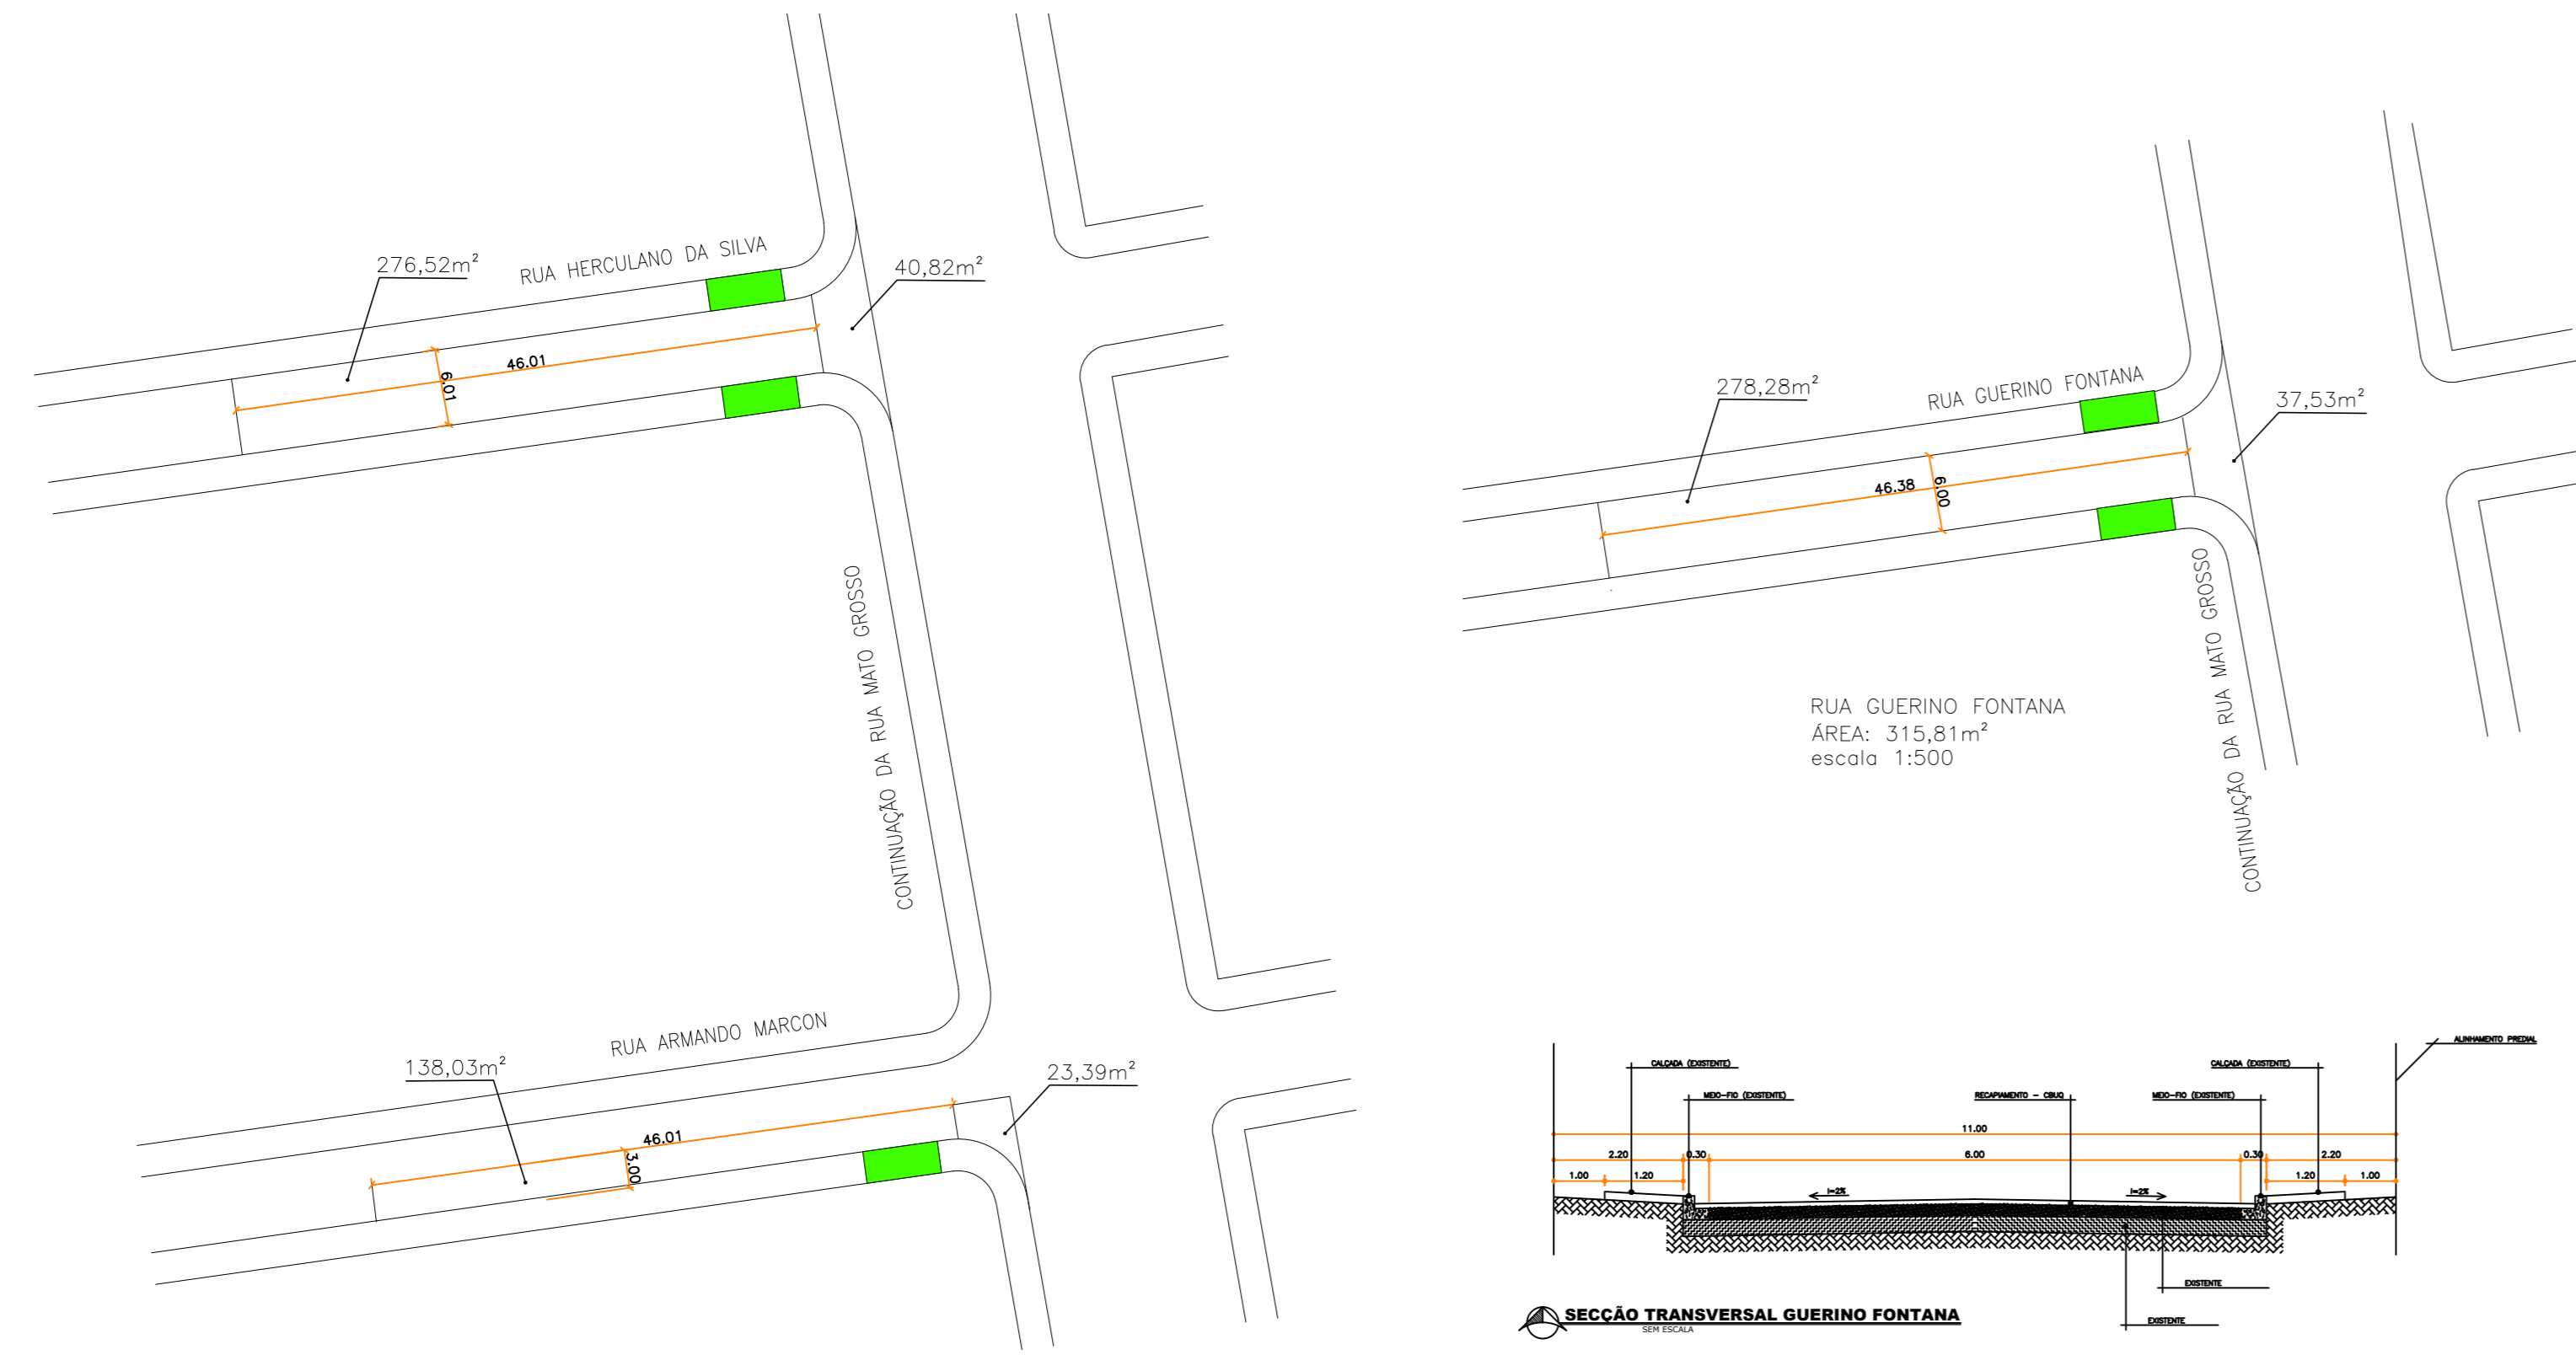 276,52m²
RUA HERCULANO DA SILVA
40,82m²
46.01
6.01
CONTINUAÇÃO DA RUA MATO GROSSO
RUA ARMANDO MARCON
138,03m²
23,39m²
46.01
3.00
278,28m²
RUA GUERINO FONTANA
37,53m²
46.38
6.00
CONTINUAÇÃO DA RUA MATO GROSSO
RUA GUERINO FONTANA
ÁREA: 315,81m²
escala 1:500
ALINHAMENTO PREDIAL
CALÇADA (EXISTENTE)
CALÇADA (EXISTENTE)
MEIO-FIO (EXISTENTE)
RECAPIAMENTO - CBUQ
MEIO-FIO (EXISTENTE)
11.00
2.20
0.30
6.00
0.30
2.20
1.00
1.20
1.20
1.00
i=2%
i=2%
EXISTENTE
EXISTENTE
SECÇÃO TRANSVERSAL GUERINO FONTANA
SEM ESCALA